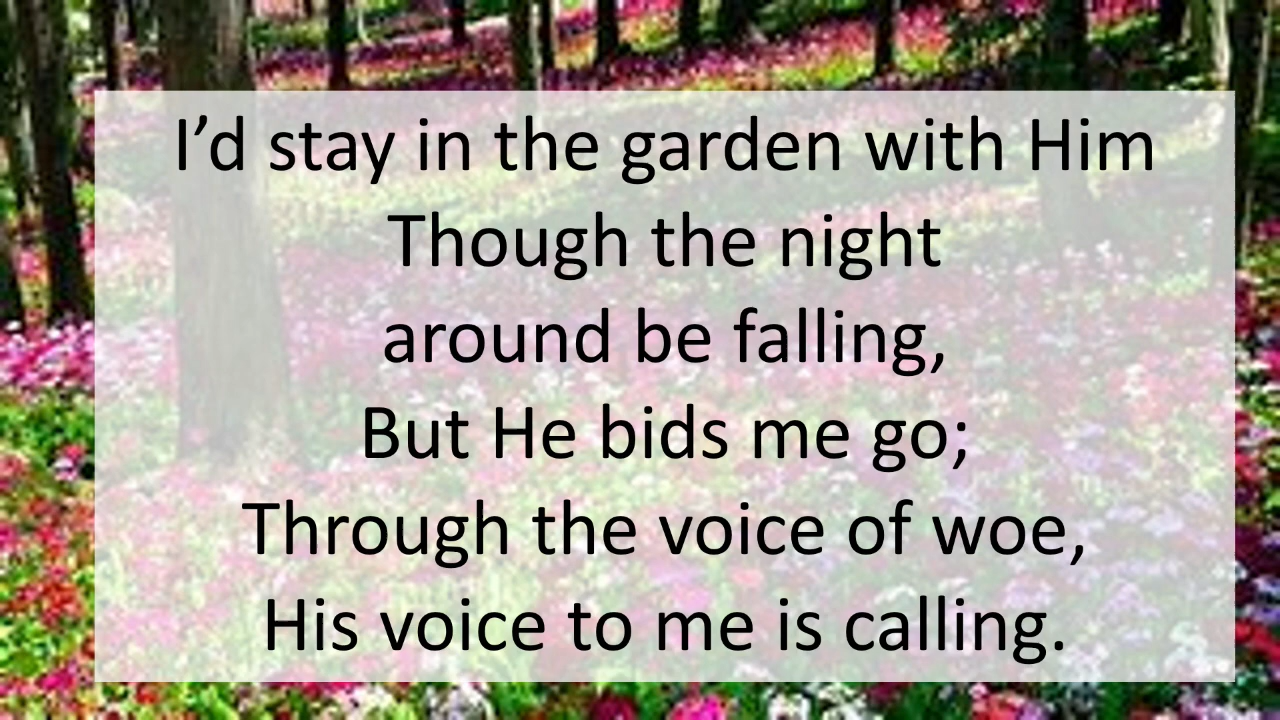 I’d stay in the garden with Him
Though the night
around be falling,
But He bids me go;
Through the voice of woe,
His voice to me is calling.